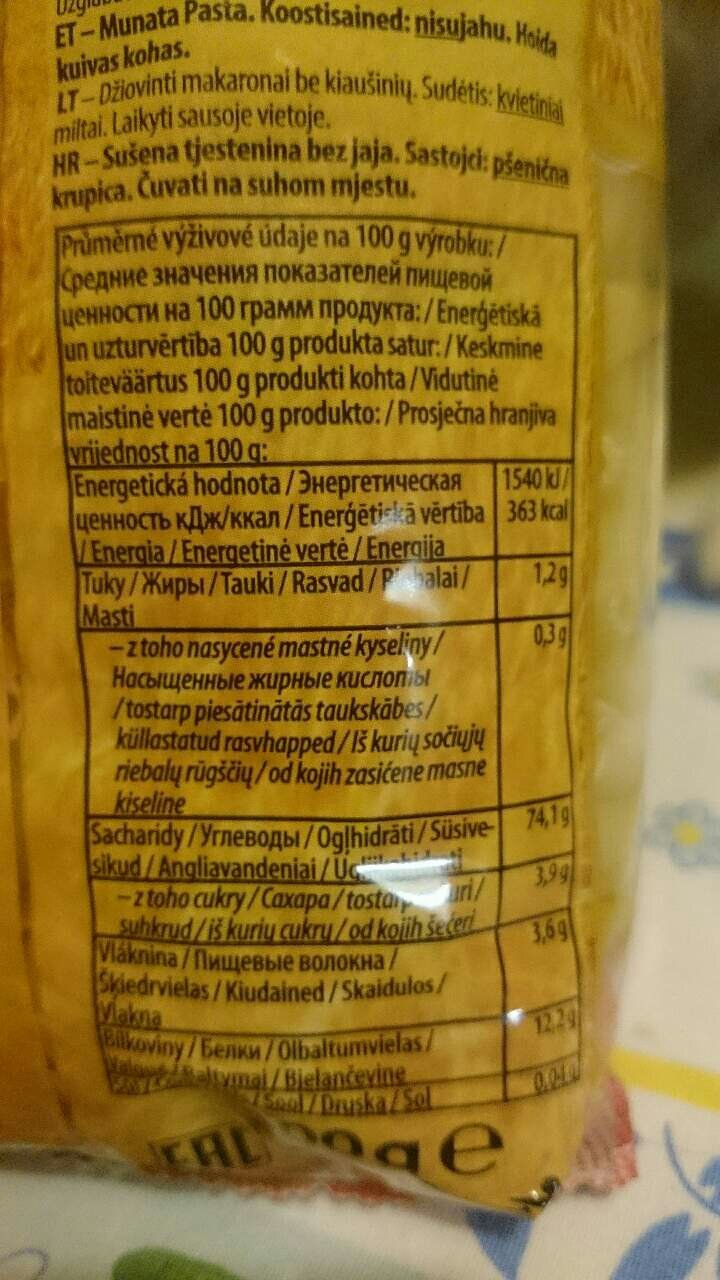 ET – Munata Pasta. Koostisained: nisujahu. Hoida
kuivas kohas.
LT – Džiovinti makaronai be kiaušinių. Sudėtis: kvietiniai
miltai. Laikyti sausoje vietoje.
HR – Sušena tjestenina bez jaja. Sastojci: pšenična
krupica. Čuvati na suhom mjestu.
Průměrné výživové údaje na 100 g výrobku: /
Средние значения показателей пищевой
ценности на 100 грамм продукта: / Enerģētiskā
un uzturvērtība 100 g produkta satur: / Keskmine
toiteväärtus 100 g produkti kohta / Vidutinė
maistinė vertė 100 g produkto: / Prosječna hranjiva
vrijednost na 100 g:
Energetická hodnota / Энергетическая 1540 kJ /
ценность кДж/ккал / Enerģētiskā vērtība 363 kcal
/ Energia / Energetinė vertė / Energija
Tuky / Жиры / Tauki / Rasvad / / 1,2 g
Masti
– z toho nasycené mastné kyseliny / 0,3 g
Насыщенные жирные кислоты
/ tostarp piesātinātās taukskābes /
küllastatud rasvhapped / Iš kurių sočiųjų
riebalų rūgščių / od kojih zasićene masne
kiseline
Sacharidy / Углеводы / Ogļhidrāti / Süsive- 74,1 g
sikud / Angliavandeniai /
– z toho cukry / Сахара / tostarp / 3,9 g
suhkrud / iš kurių cukrų / od kojih šećeri
Vláknina / Пищевые волокна / 3,6 g
Šķiedrvielas / Kiudained / Skaidulos /
Vlakna
Bílkoviny / Белки / Olbaltumvielas / 12,2 g
/ Bjelančevine
/ Sool / Druska / Sol 0,04 g
EAC g e